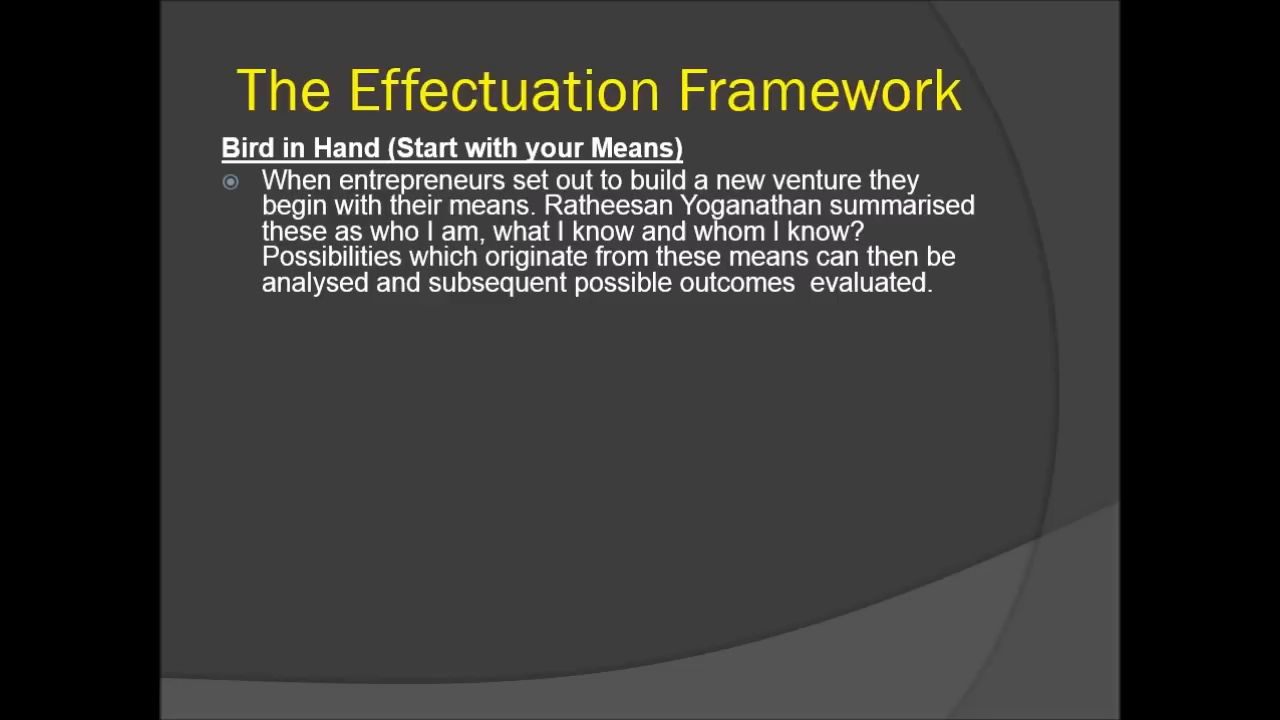 The Effectuation Framework
Bird in Hand (Start with your Means)
When entrepreneurs set out to build a new venture they
begin with their means. Ratheesan Yoganathan summarised
these as who I am, what I know and whom I know?
Possibilities which originate from these means can then be
analysed and subsequent possible outcomes  evaluated.